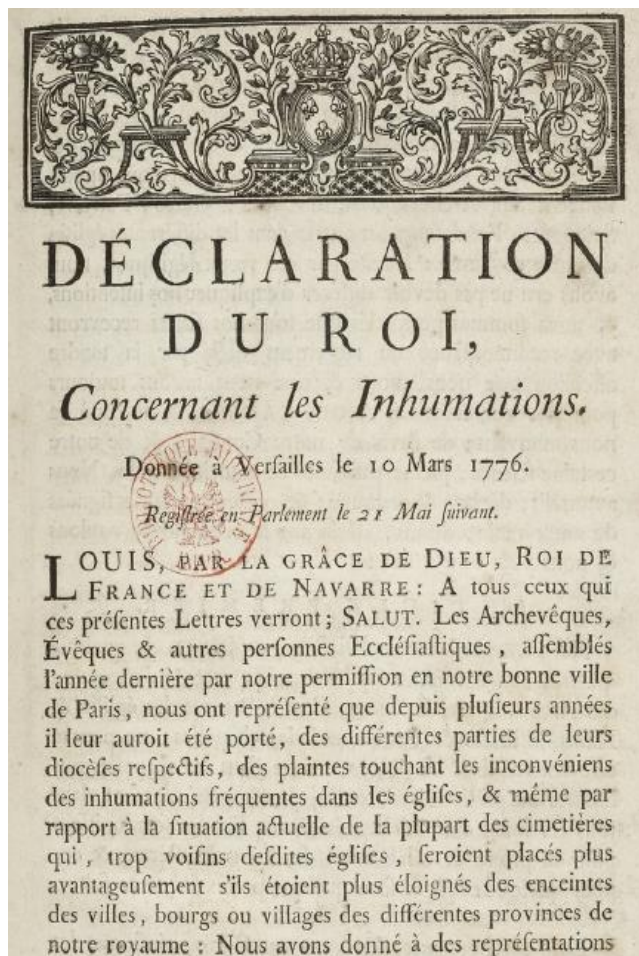 DÉCLARATION
DU ROI,
Concernant les Inhumations.
Donnée à Verſailles le 10 Mars 1776.
Regiſtrée en Parlement le 21 Mai ſuivant.
LOUIS, PAR LA GRÂCE DE DIEU, ROI DE
FRANCE ET DE NAVARRE : A tous ceux qui
ces préſentes Lettres verront ; SALUT. Les Archevêques,
Évêques & autres perſonnes Eccléſiaſtiques, aſſemblés
l'année dernière par notre permiſſion en notre bonne ville
de Paris, nous ont repréſenté que depuis pluſieurs années
il leur auroit été porté, des différentes parties de leurs
diocèſes reſpectifs, des plaintes touchant les inconvéniens
des inhumations fréquentes dans les égliſes, & même par
rapport à la ſituation actuelle de la plupart des cimetières
qui, trop voiſins deſdites égliſes, ſeroient placés plus
avantageuſement s'ils étoient plus éloignés des enceintes
des villes, bourgs ou villages des différentes provinces de
notre royaume : Nous avons donné à des repréſentations